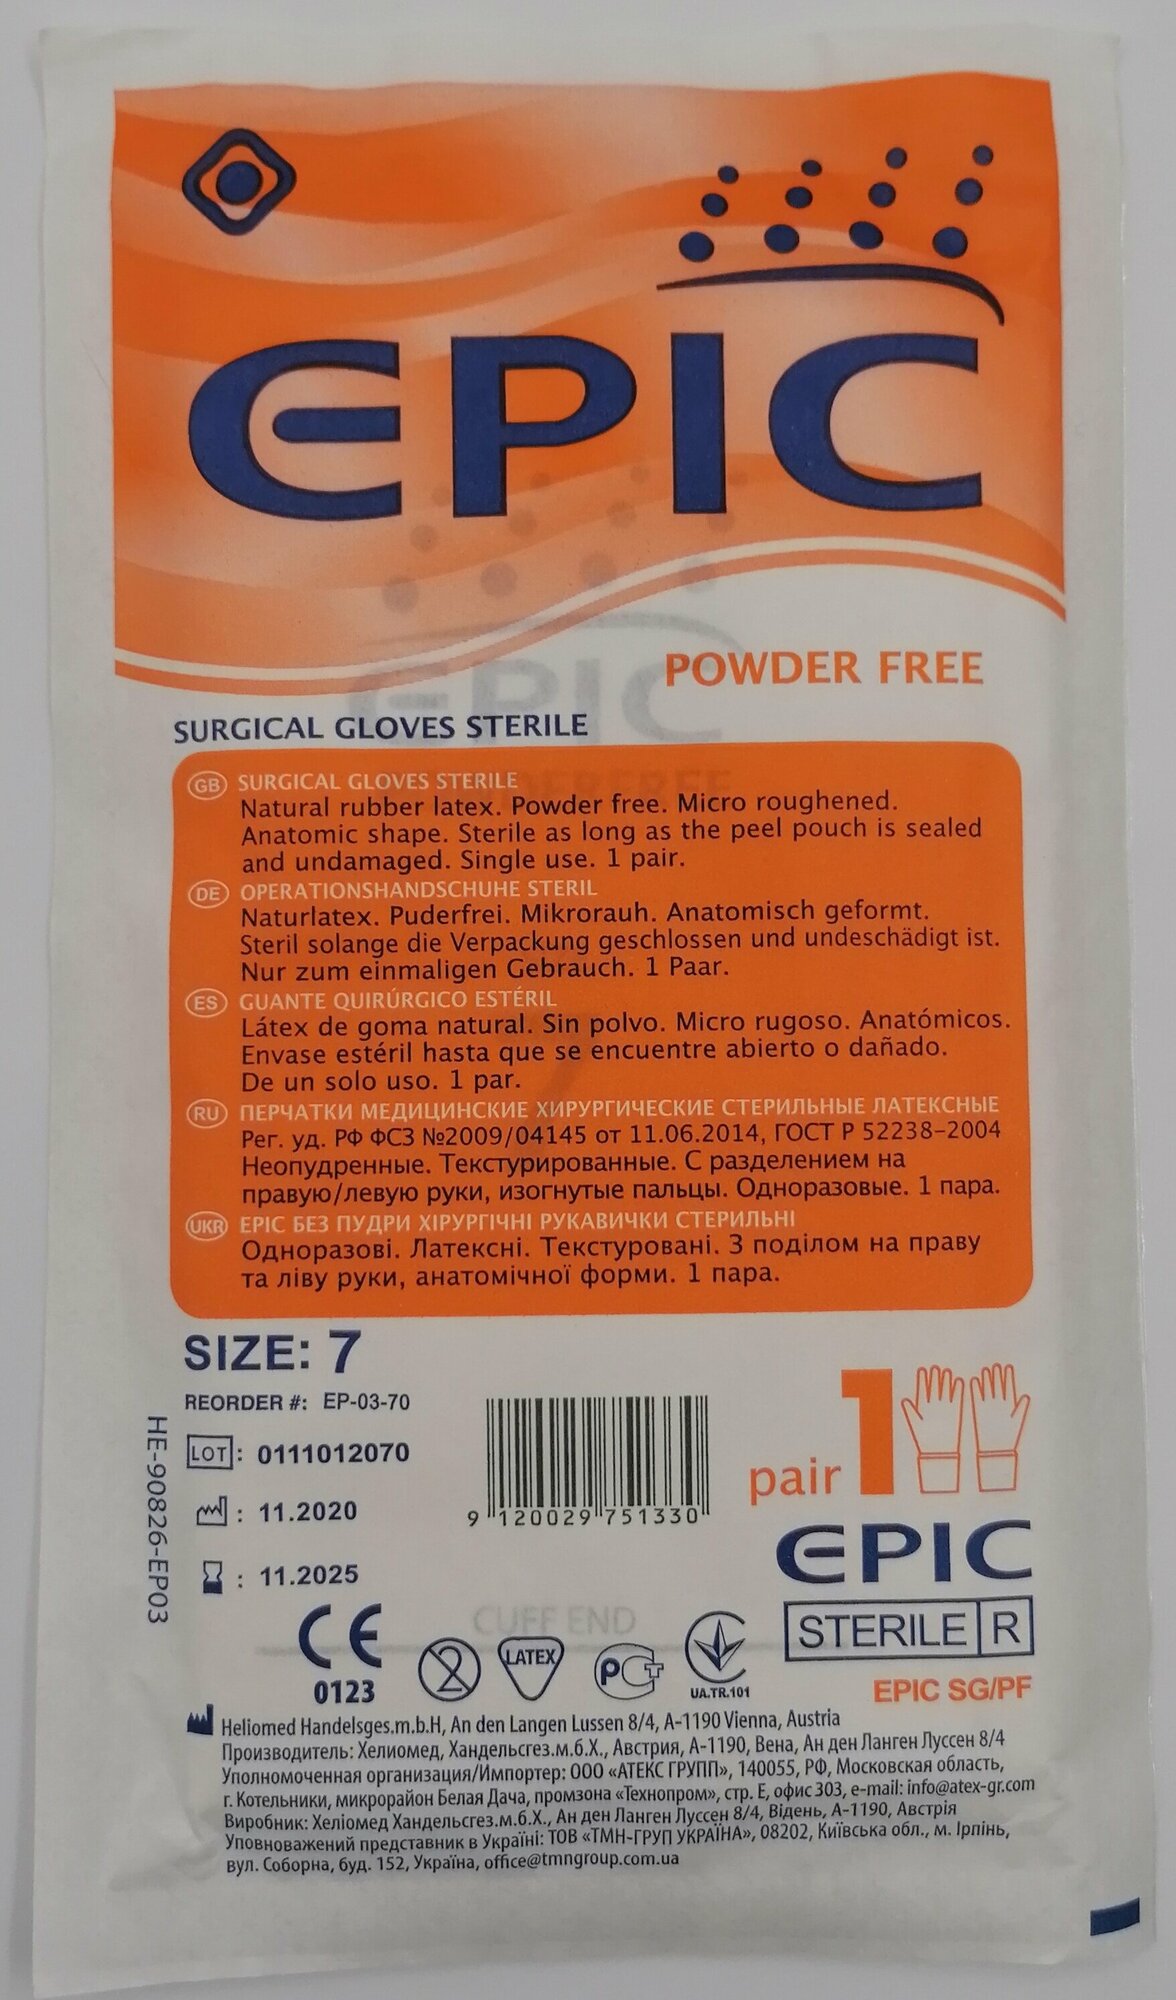 EPIC
POWDER FREE
SURGICAL GLOVES STERILE
GB SURGICAL GLOVES STERILE
Natural rubber latex. Powder free. Micro roughened.
Anatomic shape. Sterile as long as the peel pouch is sealed
and undamaged. Single use. 1 pair.
DE OPERATIONSHANDSCHUHE STERIL
Naturlatex. Puderfrei. Mikrorauh. Anatomisch geformt.
Steril solange die Verpackung geschlossen und undeschädigt ist.
Nur zum einmaligen Gebrauch. 1 Paar.
ES GUANTE QUIRÚRGICO ESTÉRIL
Látex de goma natural. Sin polvo. Micro rugoso. Anatómicos.
Envase estéril hasta que se encuentre abierto o dañado.
De un solo uso. 1 par.
RU ПЕРЧАТКИ МЕДИЦИНСКИЕ ХИРУРГИЧЕСКИЕ СТЕРИЛЬНЫЕ ЛАТЕКСНЫЕ
Рег. уд. РФ ФСЗ №2009/04145 от 11.06.2014, ГОСТ Р 52238-2004
Неопудренные. Текстурированные. С разделением на
правую/левую руки, изогнутые пальцы. Одноразовые. 1 пара.
UKR EPIC БЕЗ ПУДРИ ХІРУРГІЧНІ РУКАВИЧКИ СТЕРИЛЬНІ
Одноразові. Латексні. Текстуровані. З поділом на праву
та ліву руки, анатомічної форми. 1 пара.
SIZE: 7
REORDER #: EP-03-70
LOT: 0111012070
: 11.2020
: 11.2025
HE-90826-EP03
9 120029 751330
1 pair
EPIC
STERILE R
EPIC SG/PF
CUFF END
CE
0123
2
LATEX
РСТ
UA.TR.101
Heliomed Handelsges.m.b.H, An den Langen Lussen 8/4, A-1190 Vienna, Austria
Производитель: Хелиомед, Хандельсгез.м.б.Х., Австрия, А-1190, Вена, Ан ден Ланген Луссен 8/4
Уполномоченная организация/Импортер: ООО «АТЕКС ГРУПП», 140055, РФ, Московская область,
г. Котельники, микрорайон Белая Дача, промзона «Технопром», стр. Е, офис 303, e-mail: info@atex-gr.com
Виробник: Хеліомед Хандельсгез.м.б.Х., Ан ден Ланген Луссен 8/4, Відень, А-1190, Австрія
Уповноважений представник в Україні: ТОВ «ТМН-ГРУП УКРАЇНА», 08202, Київська обл., м. Ірпінь,
вул. Соборна, буд. 152, Україна, office@tmngroup.com.ua